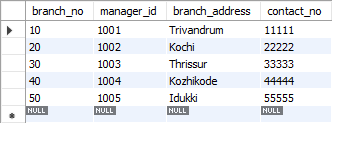 branch_no manager_id branch_address contact_no
10 1001 Trivandrum 11111
20 1002 Kochi 22222
30 1003 Thrissur 33333
40 1004 Kozhikode 44444
50 1005 Idukki 55555
NULL NULL NULL NULL